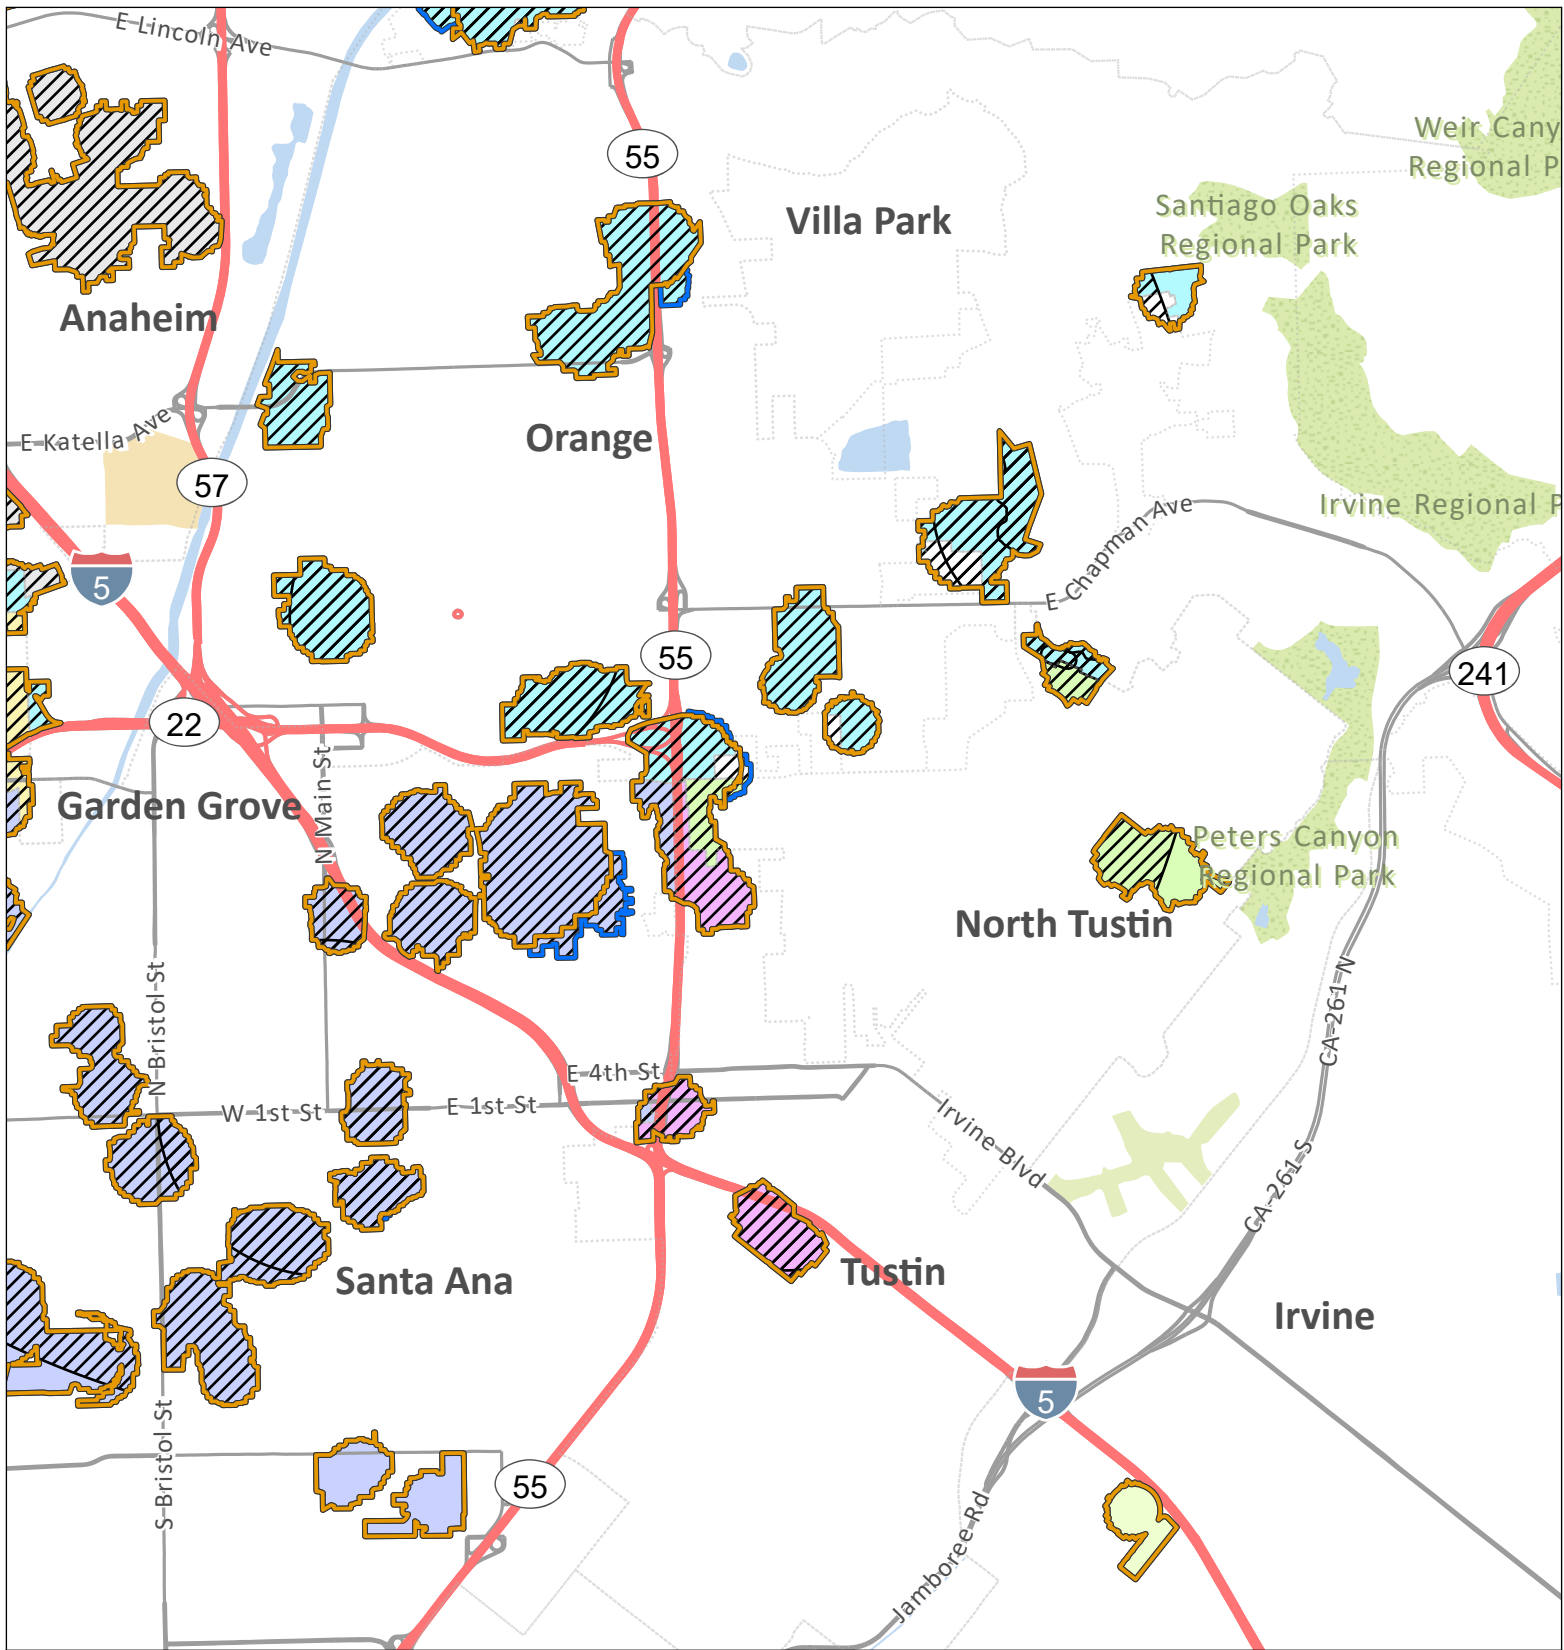 E Lincoln Ave
55
Weir Cany
Regional P
Villa Park
Santiago Oaks
Regional Park
Anaheim
E Katella Ave
Orange
57
Irvine Regional P
E Chapman Ave
5
55
241
22
N Main St
Garden Grove
Peters Canyon
Regional Park
North Tustin
N Bristol St
CA-261 N
E 4th St
W 1st St
E 1st St
Irvine Blvd
CA-261 S
Santa Ana
Tustin
Irvine
5
S Bristol St
55
Jamboree Rd